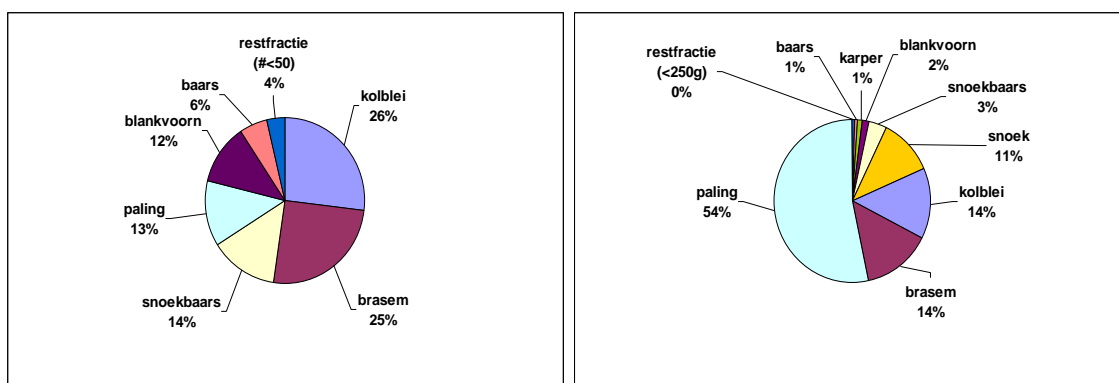 restfractie
(#<50)
4%
kolblei
26%
brasem
25%
snoekbaars
14%
paling
13%
blankvoorn
12%
baars
6%
restfractie
(<250g)
0%
baars
1%
karper
1%
blankvoorn
2%
snoekbaars
3%
snoek
11%
kolblei
14%
brasem
14%
paling
54%